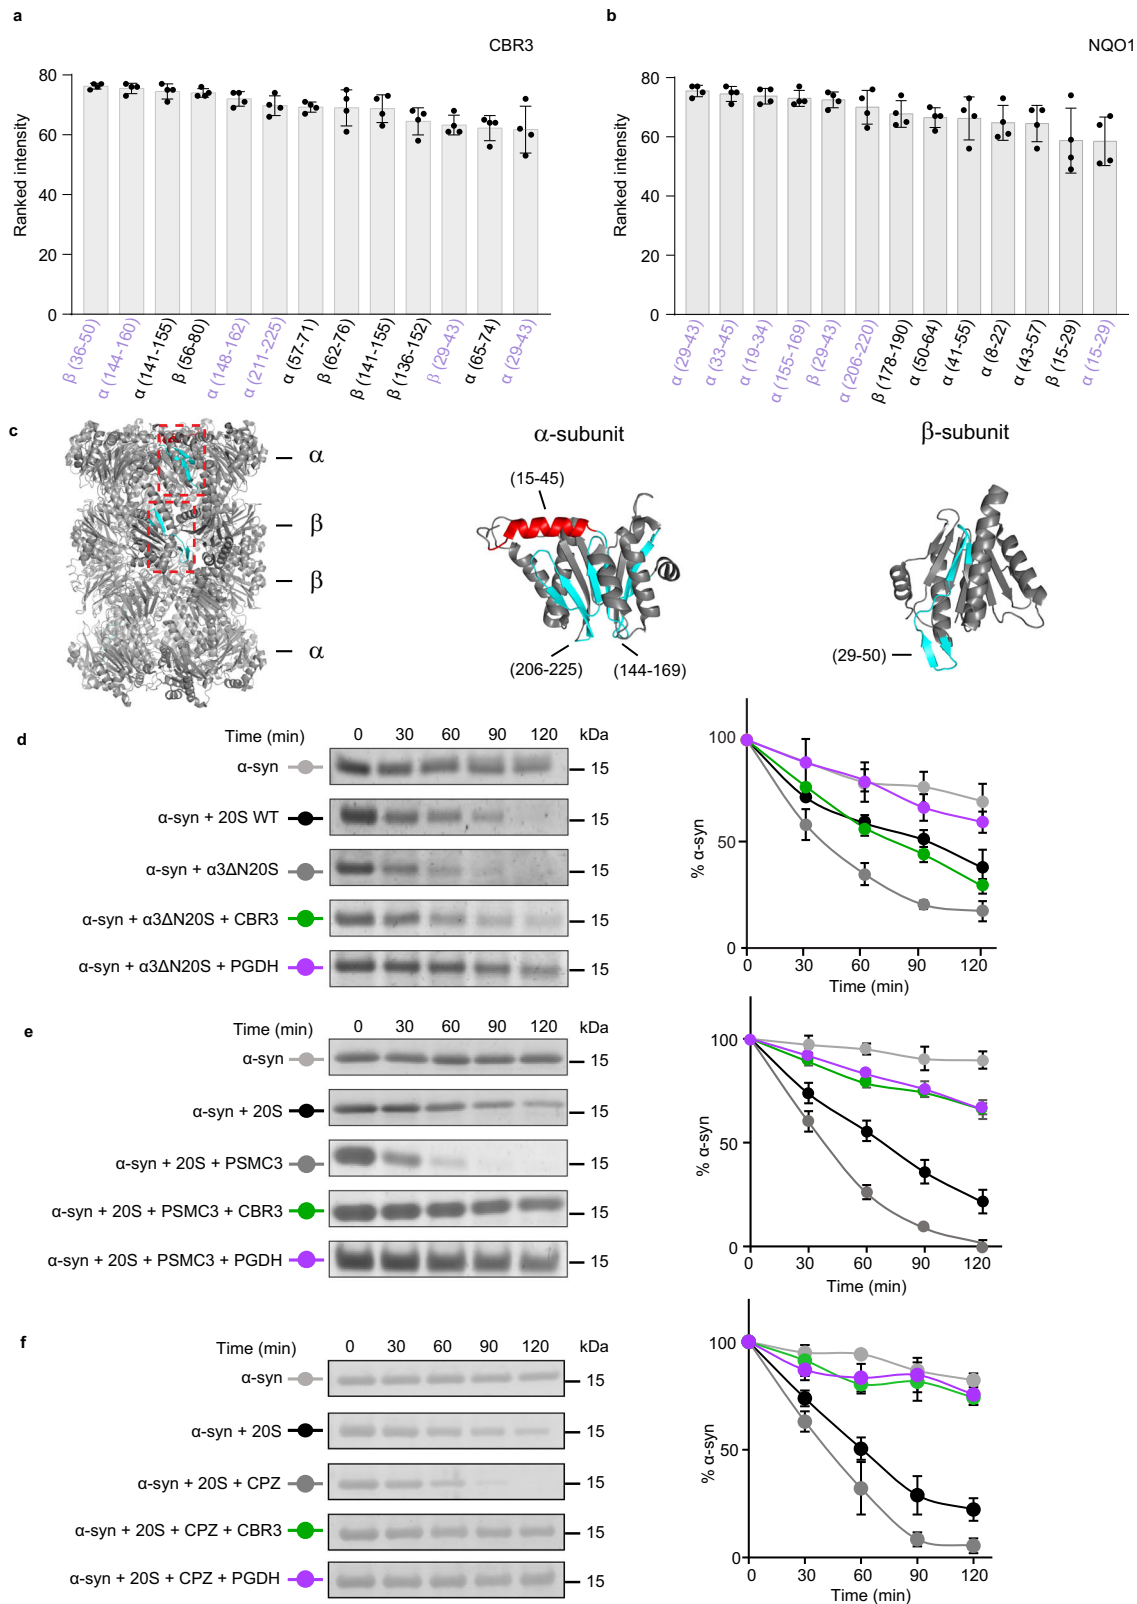 a
CBR3
Ranked intensity
80
60
40
20
0
β (36-50)
α (144-160)
α (141-155)
β (56-80)
α (148-162)
α (211-225)
α (57-71)
β (62-76)
β (141-155)
β (136-152)
β (29-43)
α (65-74)
α (29-43)
b
NQO1
Ranked intensity
80
60
40
20
0
α (29-43)
α (33-45)
α (19-34)
α (155-169)
β (29-43)
α (206-220)
β (178-190)
α (50-64)
α (41-55)
α (8-22)
α (43-57)
β (15-29)
α (15-29)
c
α
β
β
α
α-subunit
(15-45)
(206-225)
(144-169)
β-subunit
(29-50)
d
Time (min) 0 30 60 90 120 kDa
α-syn 15
α-syn + 20S WT 15
α-syn + α3ΔN20S 15
α-syn + α3ΔN20S + CBR3 15
α-syn + α3ΔN20S + PGDH 15
% α-syn
100
50
0
0 30 60 90 120
Time (min)
e
Time (min) 0 30 60 90 120 kDa
α-syn 15
α-syn + 20S 15
α-syn + 20S + PSMC3 15
α-syn + 20S + PSMC3 + CBR3 15
α-syn + 20S + PSMC3 + PGDH 15
% α-syn
100
50
0
0 30 60 90 120
Time (min)
f
Time (min) 0 30 60 90 120 kDa
α-syn 15
α-syn + 20S 15
α-syn + 20S + CPZ 15
α-syn + 20S + CPZ + CBR3 15
α-syn + 20S + CPZ + PGDH 15
% α-syn
100
50
0
0 30 60 90 120
Time (min)